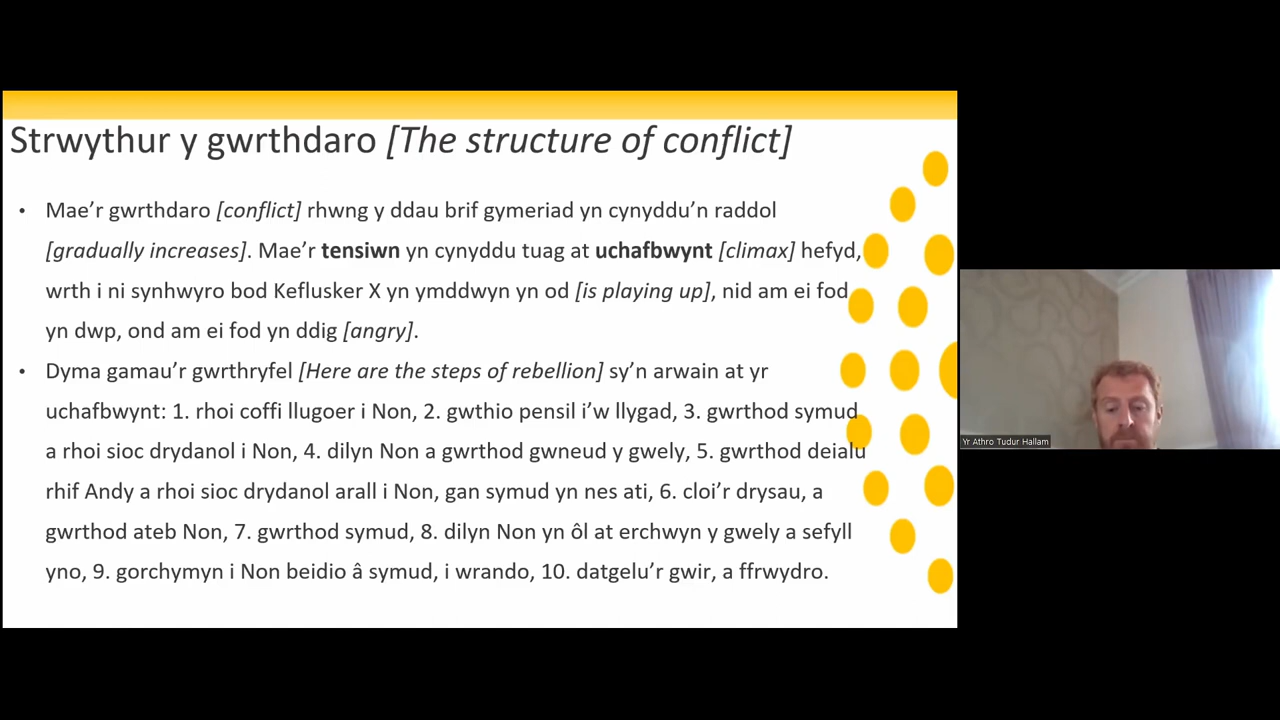 Strwythur y gwrthdaro [The structure of conflict]
• Mae’r gwrthdaro [conflict] rhwng y ddau brif gymeriad yn cynyddu’n raddol
[gradually increases]. Mae’r tensiwn yn cynyddu tuag at uchafbwynt [climax] hefyd,
wrth i ni synhwyro bod Keflusker X yn ymddwyn yn od [is playing up], nid am ei fod
yn dwp, ond am ei fod yn ddig [angry].
• Dyma gamau’r gwrthryfel [Here are the steps of rebellion] sy’n arwain at yr
uchafbwynt: 1. rhoi coffi llugoer i Non, 2. gwthio pensil i’w llygad, 3. gwrthod symud
a rhoi sioc drydanol i Non, 4. dilyn Non a gwrthod gwneud y gwely, 5. gwrthod deialu
rhif Andy a rhoi sioc drydanol arall i Non, gan symud yn nes ati, 6. cloi’r drysau, a
gwrthod ateb Non, 7. gwrthod symud, 8. dilyn Non yn ôl at erchwyn y gwely a sefyll
yno, 9. gorchymyn i Non beidio â symud, i wrando, 10. datgelu’r gwir, a ffrwydro.
Yr Athro Tudur Hallam